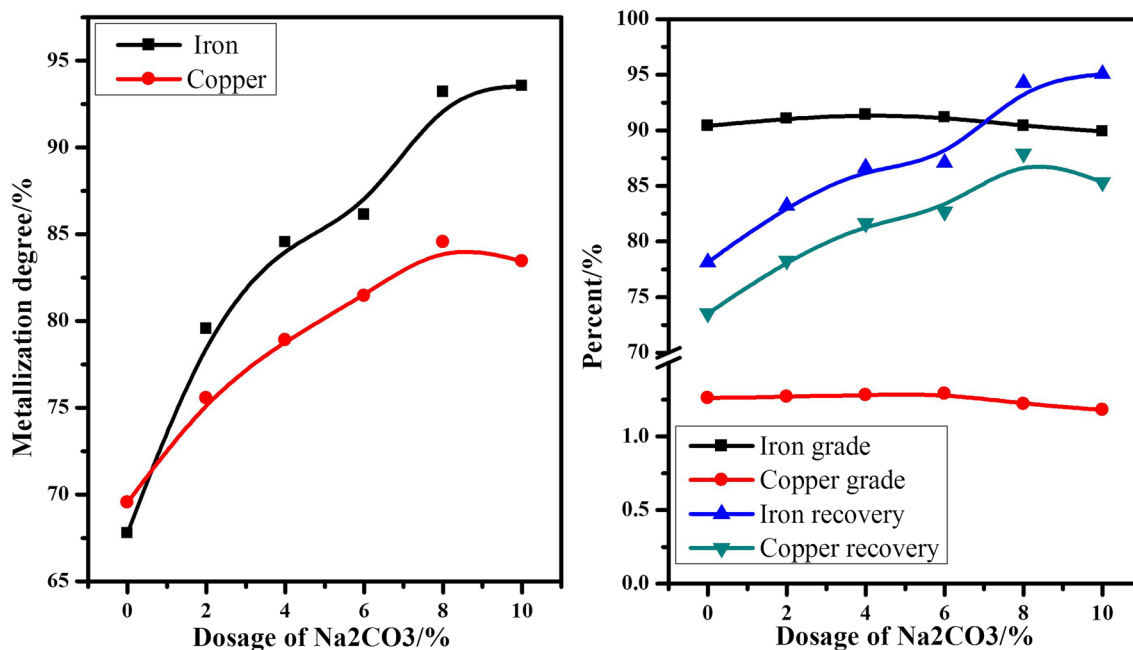 Iron
Copper
Metallization degree/%
95
90
85
80
75
70
65
0 2 4 6 8 10
Dosage of Na2CO3/%
Percent/%
100
95
90
85
80
75
70
1.0
0.5
0.0
Iron grade
Copper grade
Iron recovery
Copper recovery
0 2 4 6 8 10
Dosage of Na2CO3/%